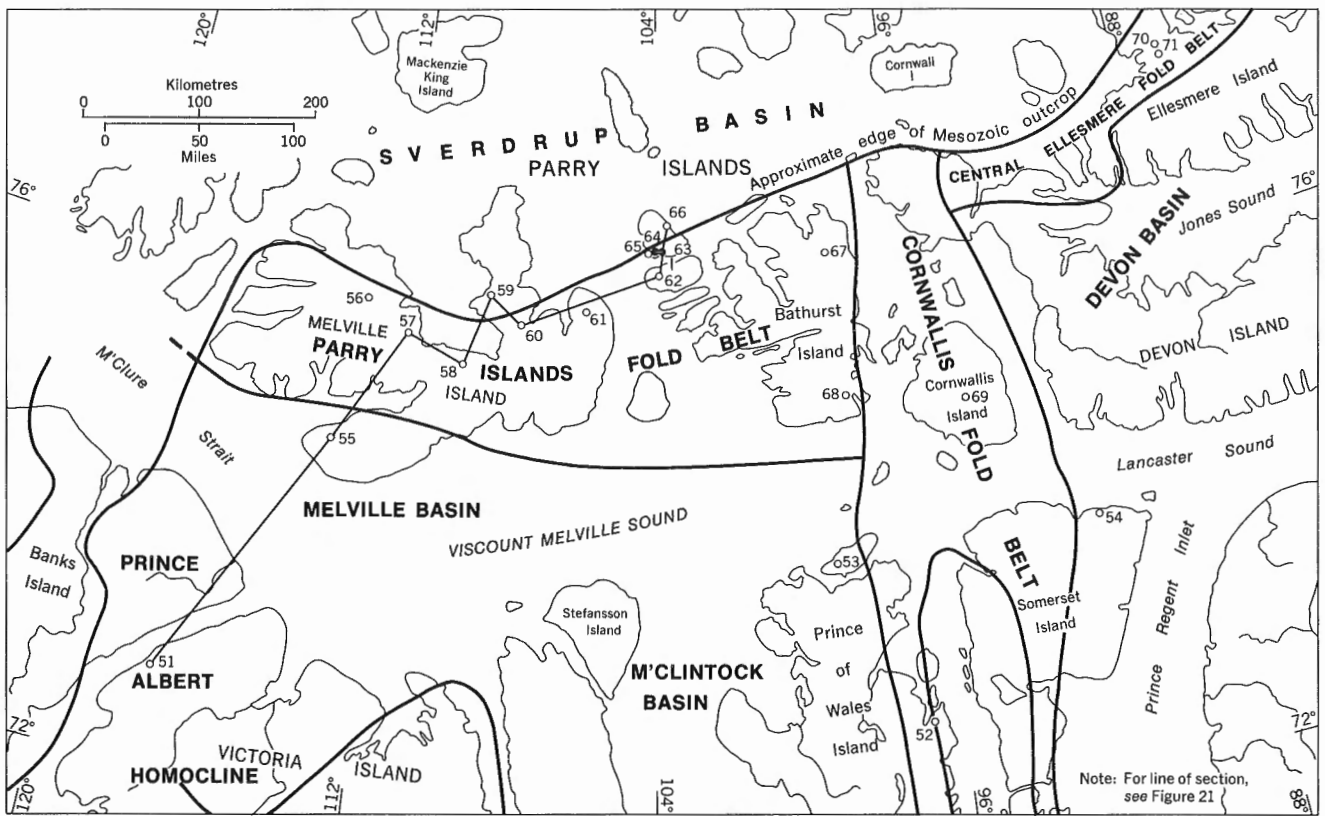 120°
112°
104°
96°
88°
Mackenzie
King
Island
Cornwall
I
70
71
Kilometres
0 100 200
0 50 100
Miles
SVERDRUP BASIN
PARRY ISLANDS
Approximate edge of Mesozoic outcrop
CENTRAL ELLESMERE FOLD BELT
Ellesmere Island
76°
76°
Jones Sound
DEVON BASIN
DEVON ISLAND
66
64
65
63
62
67
CORNWALLIS
FOLD
BELT
56
57
59
58
60
61
MELVILLE
ISLAND
PARRY
ISLANDS
FOLD BELT
Bathurst
Island
68
Cornwallis
69
Island
M'Clure
Strait
55
Lancaster Sound
MELVILLE BASIN
VISCOUNT MELVILLE SOUND
54
53
Banks
Island
PRINCE
ALBERT
HOMOCLINE
51
Stefansson
Island
M'CLINTOCK
BASIN
Prince
of
Wales
Island
Somerset
Island
Prince Regent Inlet
52
VICTORIA
ISLAND
72°
72°
Note: For line of section,
see Figure 21
120°
112°
104°
96°
88°